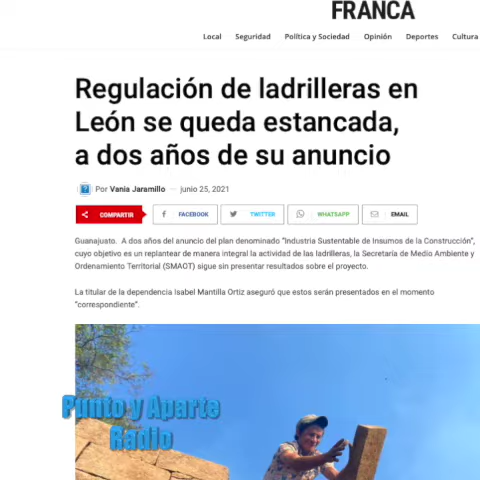 FRANCA
Local Seguridad Política y Sociedad Opinión Deportes Cultura
Regulación de ladrilleras en
León se queda estancada,
a dos años de su anuncio
Por Vania Jaramillo — junio 25, 2021
COMPARTIR FACEBOOK TWITTER WHATSAPP EMAIL
Guanajuato. A dos años del anuncio del plan denominado “Industria Sustentable de Insumos de la Construcción”,
cuyo objetivo es un replantear de manera integral la actividad de las ladrilleras, la Secretaría de Medio Ambiente y
Ordenamiento Territorial (SMAOT) sigue sin presentar resultados sobre el proyecto.
La titular de la dependencia Isabel Mantilla Ortiz aseguró que estos serán presentados en el momento
“correspondiente”.
Punto y Aparte
Radio